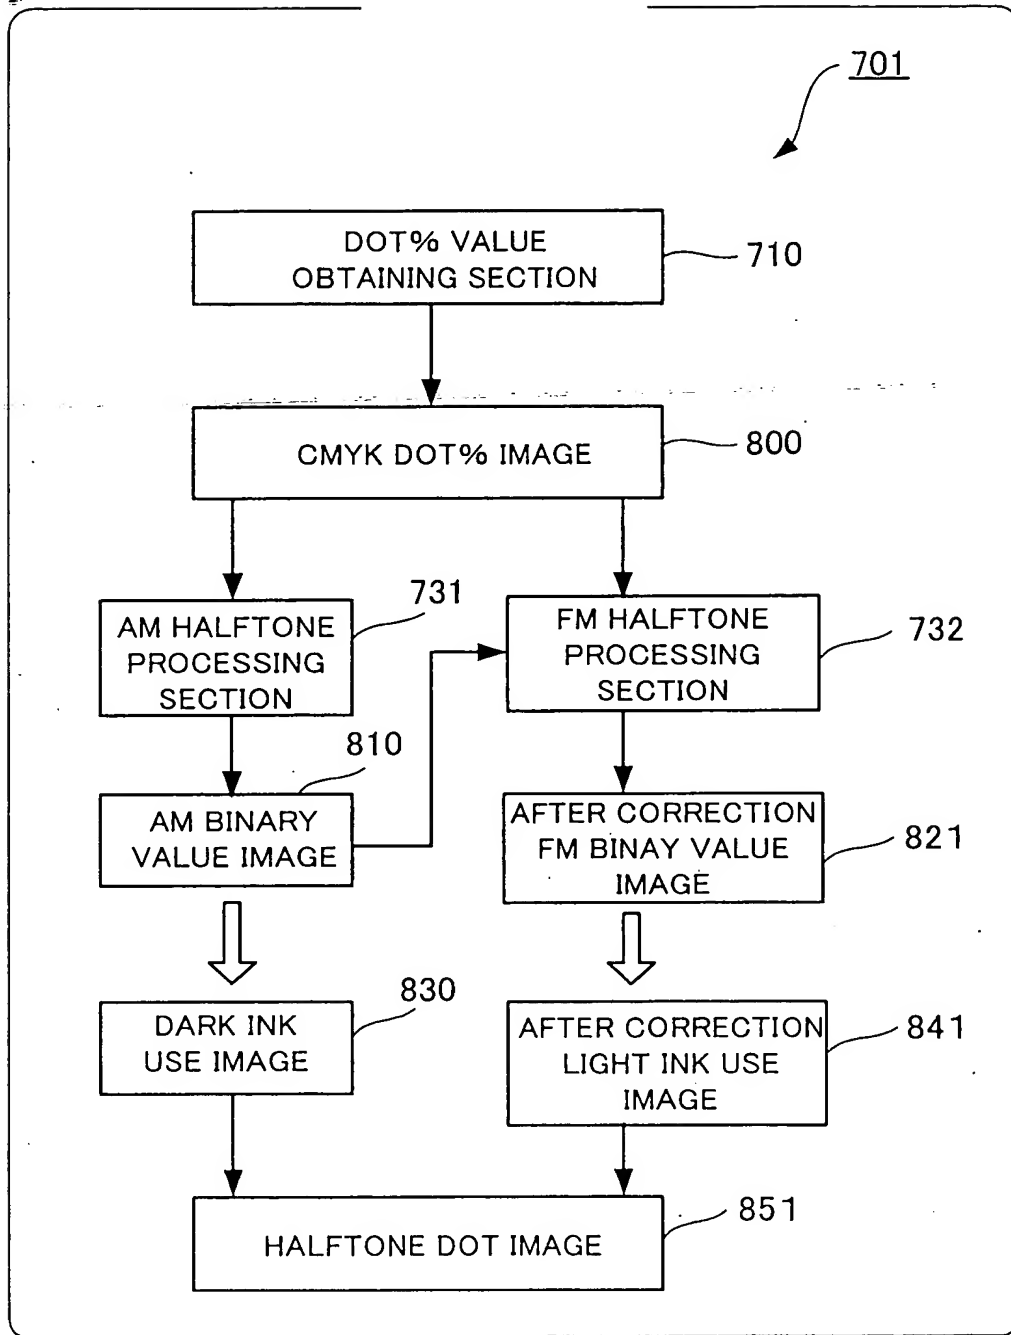 701
DOT% VALUE
OBTAINING SECTION
710
CMYK DOT% IMAGE
800
AM HALFTONE
PROCESSING
SECTION
731
FM HALFTONE
PROCESSING
SECTION
732
810
AM BINARY
VALUE IMAGE
AFTER CORRECTION
FM BINAY VALUE
IMAGE
821
830
DARK INK
USE IMAGE
AFTER CORRECTION
LIGHT INK USE
IMAGE
841
HALFTONE DOT IMAGE
851